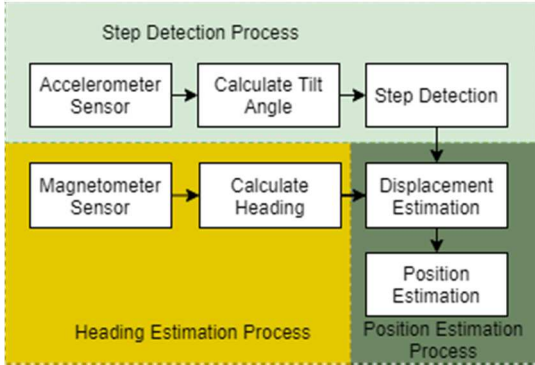 Step Detection Process
Accelerometer
Sensor
Calculate Tilt
Angle
Step Detection
Magnetometer
Sensor
Calculate
Heading
Displacement
Estimation
Position
Estimation
Heading Estimation Process
Position Estimation
Process